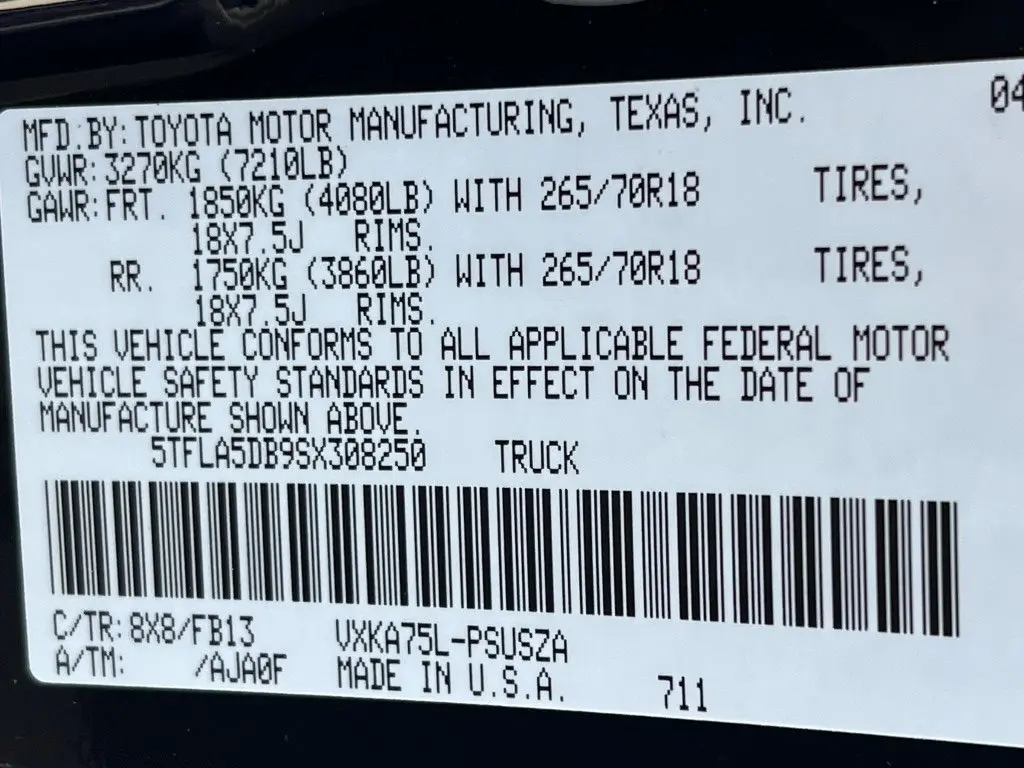 MFD.BY:TOYOTA MOTOR MANUFACTURING, TEXAS, INC. 04
GVWR:3270KG (7210LB)
GAWR:FRT. 1850KG (4080LB) WITH 265/70R18 TIRES,
18X7.5J RIMS.
RR. 1750KG (3860LB) WITH 265/70R18 TIRES,
18X7.5J RIMS.
THIS VEHICLE CONFORMS TO ALL APPLICABLE FEDERAL MOTOR
VEHICLE SAFETY STANDARDS IN EFFECT ON THE DATE OF
MANUFACTURE SHOWN ABOVE.
5TFLA5DB9SX308250 TRUCK
C/TR:8X8/FB13 VXKA75L-PSUSZA
A/TM: /AJA0F MADE IN U.S.A. 711